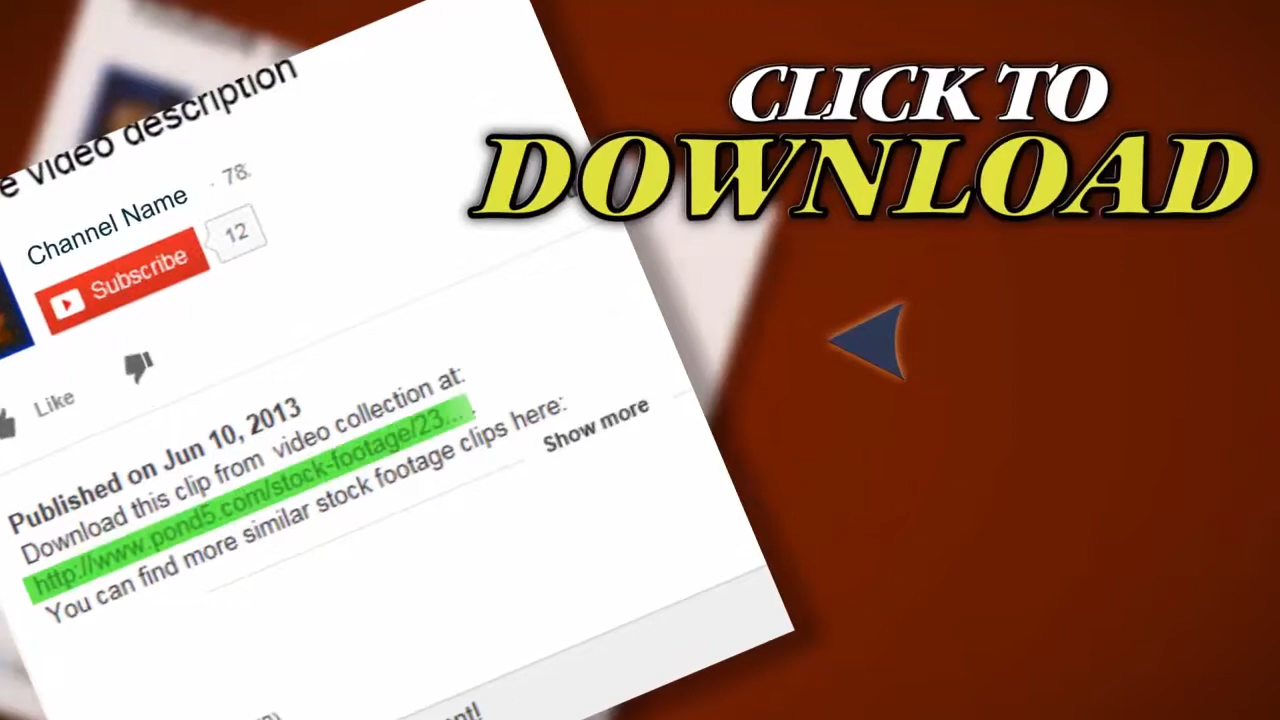 CLICK TO
DOWNLOAD
e video description
Channel Name
78
Subscribe
12
Like
Published on Jun 10, 2013
Download this clip from video collection at:
http://www.pond5.com/stock-footage/23...
You can find more similar stock footage clips here:
Show more